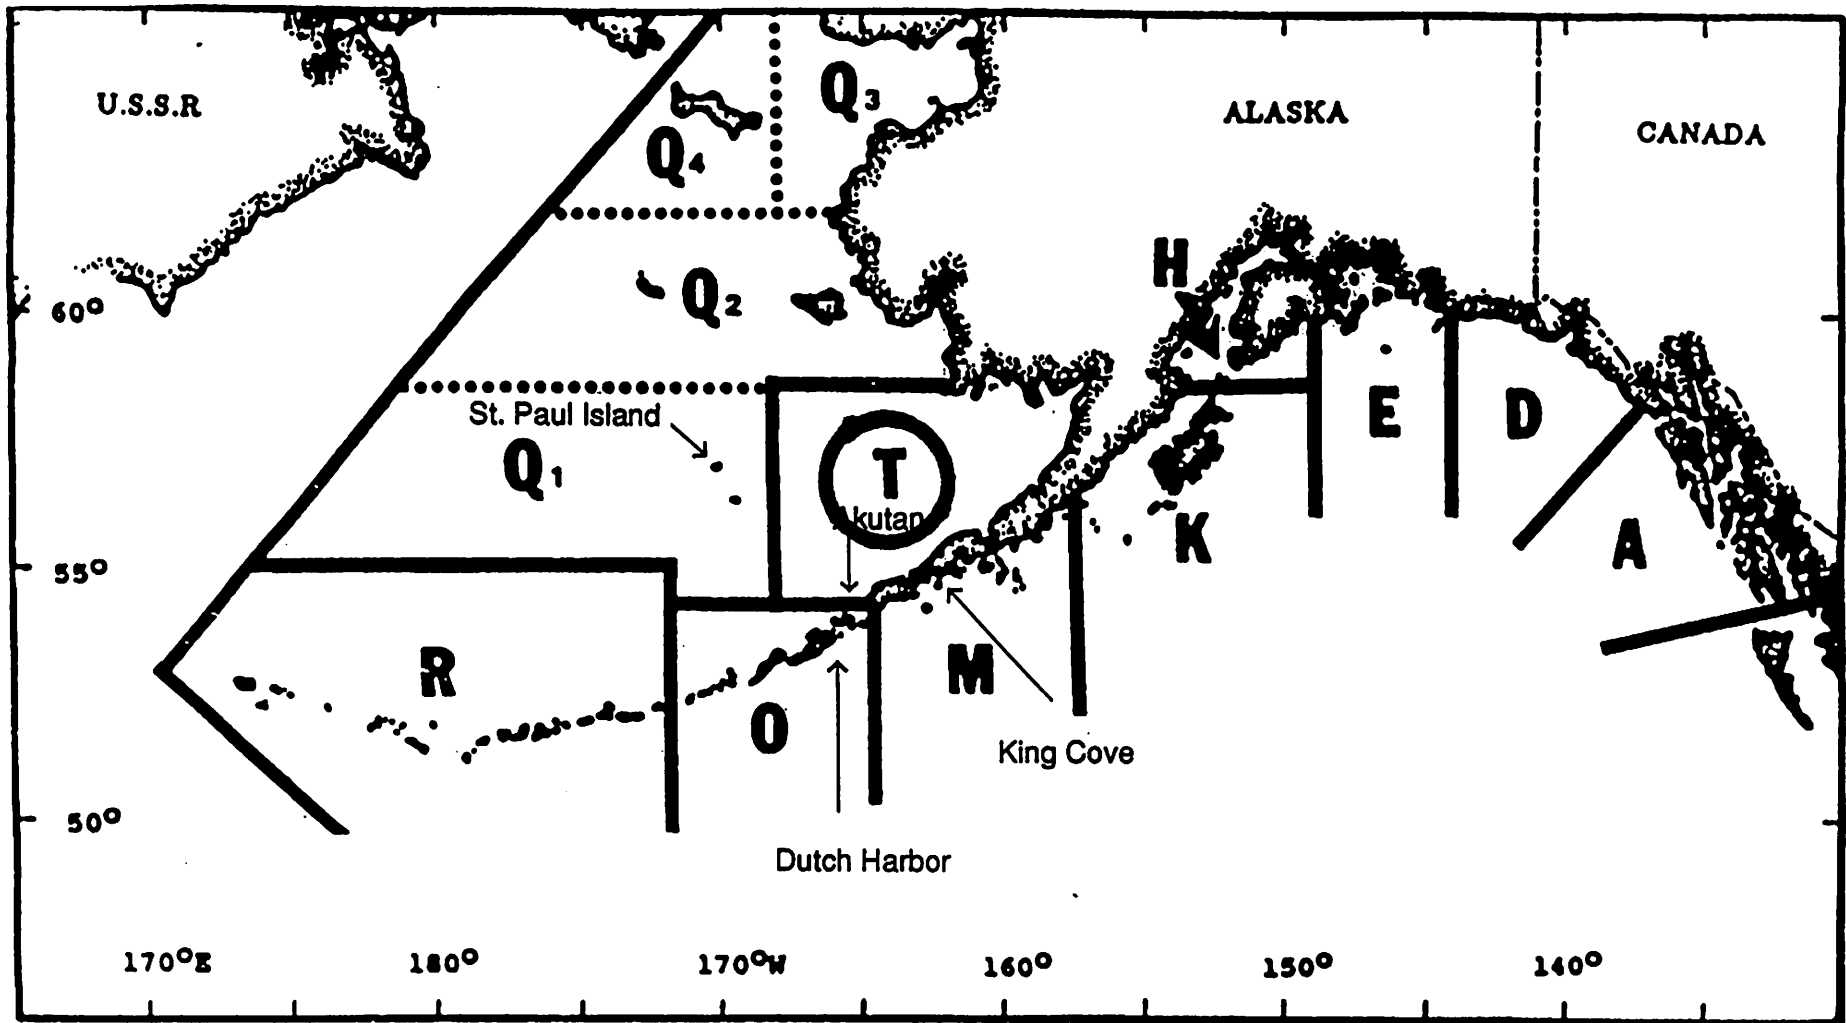 U.S.S.R
Q3
ALASKA
CANADA
Q4
H
60°
Q2
St. Paul Island
E
D
Q1
T
Akutan
K
A
55°
R
M
O
King Cove
50°
Dutch Harbor
170°E
180°
170°W
160°
150°
140°